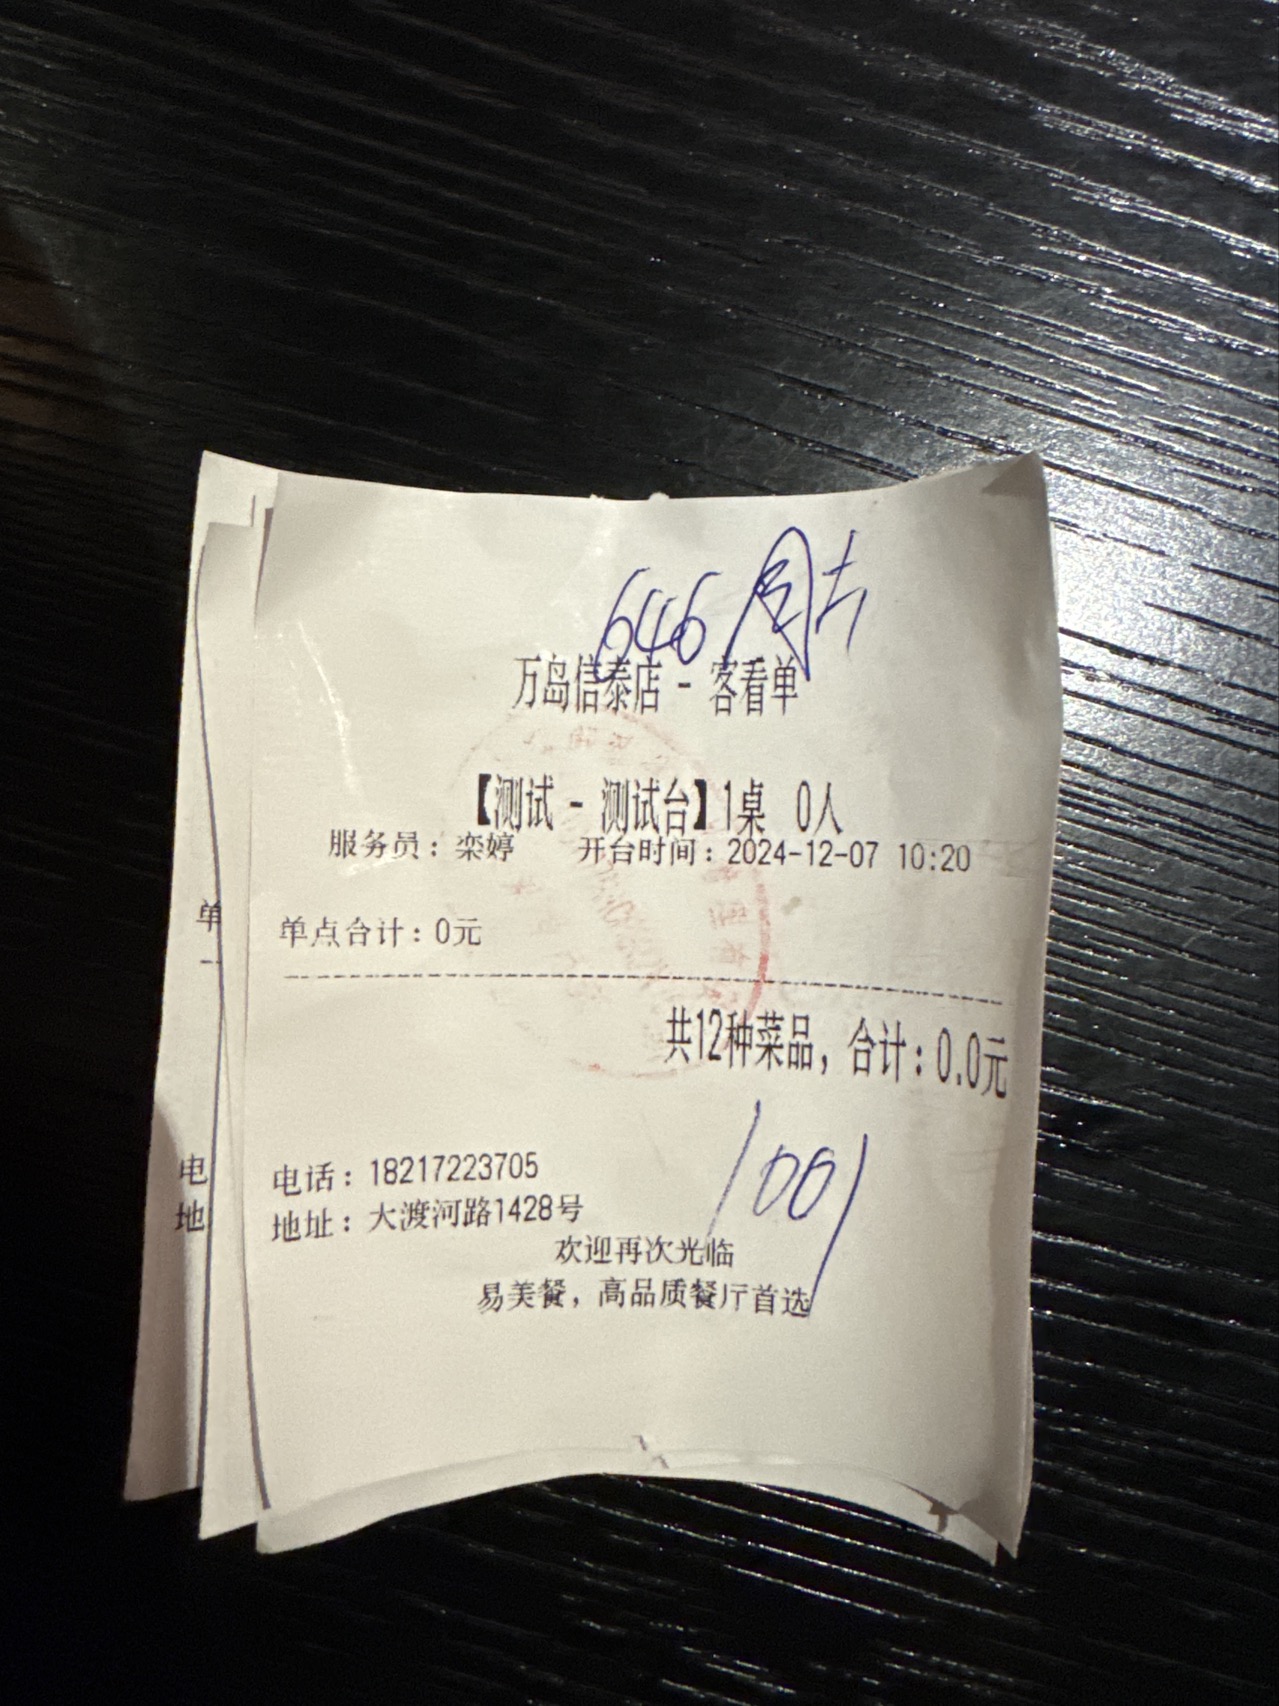 646
万岛信泰店 - 客看单
【测试 - 测试台】1桌 0人
服务员：栾婷 开台时间：2024-12-07 10:20
单
单点合计：0元
共12种菜品，合计：0.0元
1001
电
电话：18217223705
地
地址：大渡河路1428号
欢迎再次光临
易美餐，高品质餐厅首选